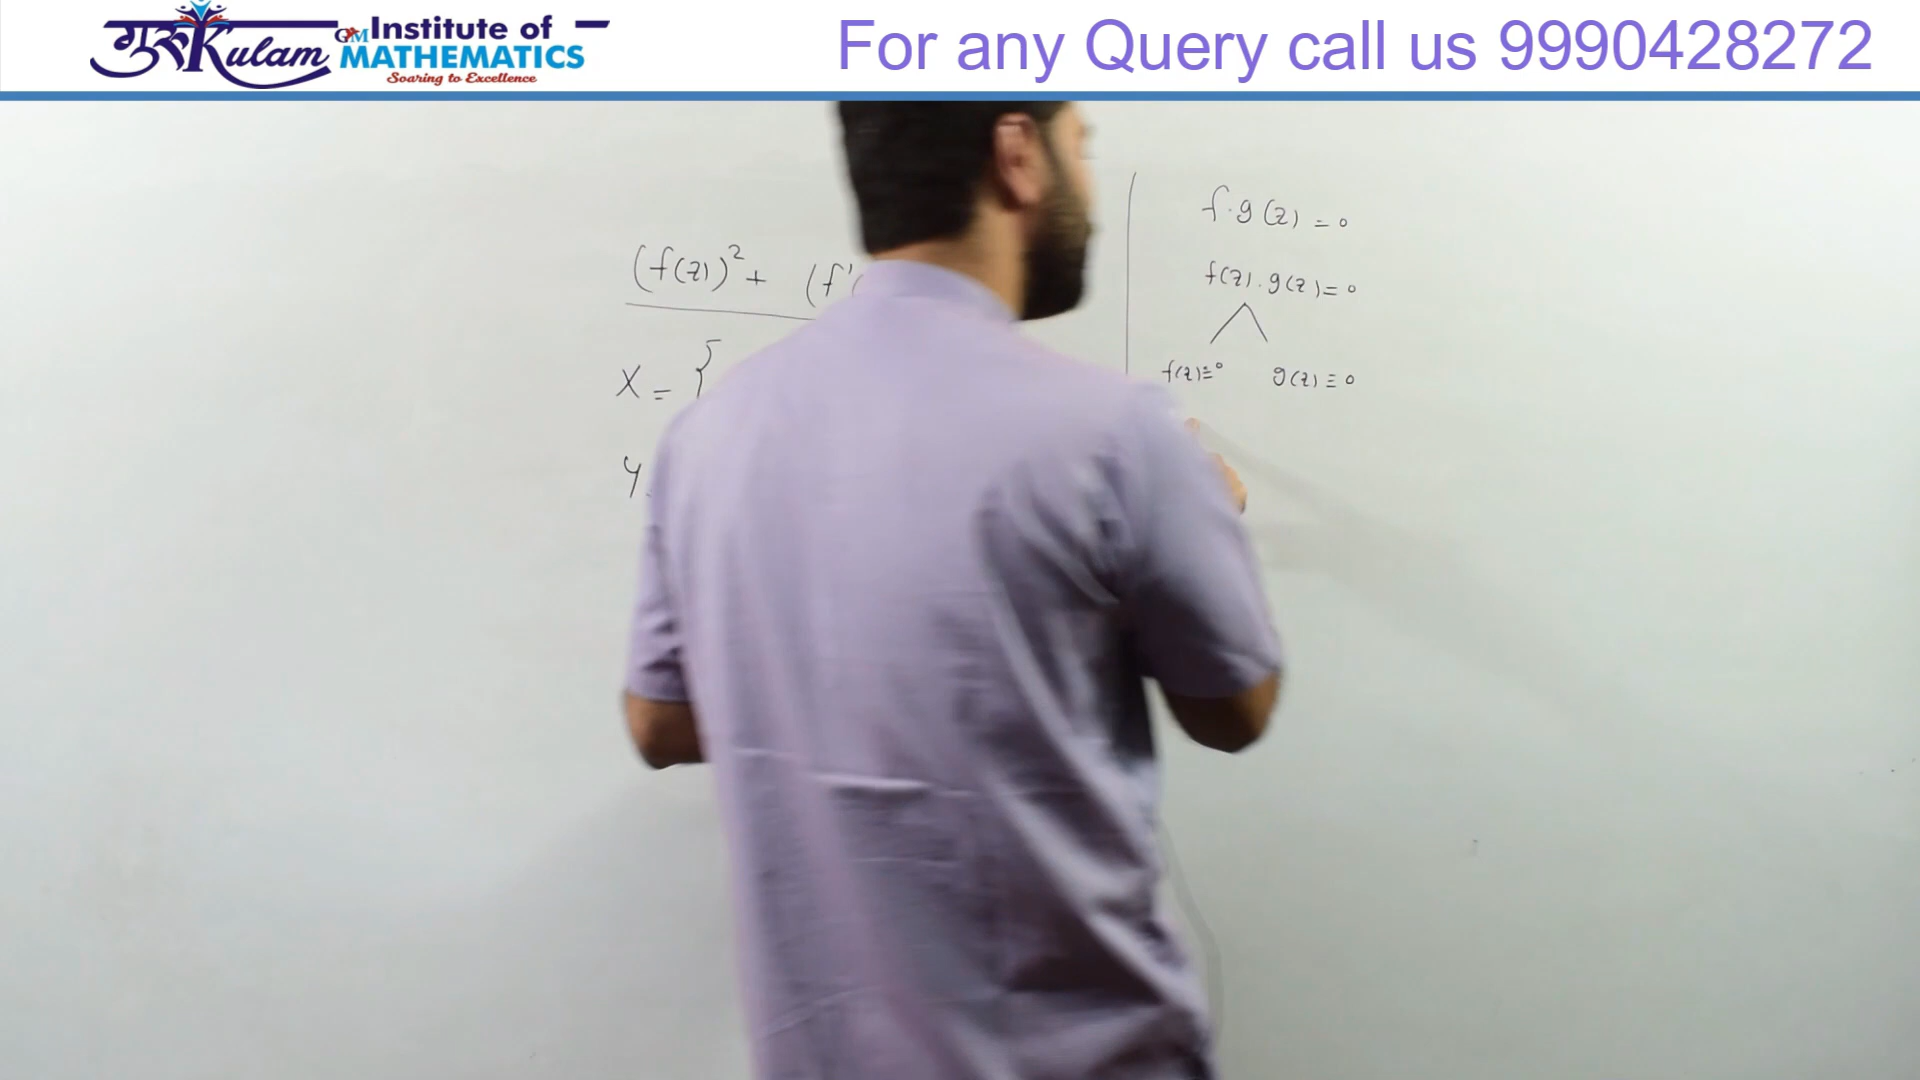 गुरुKulam GM Institute of MATHEMATICS
Soaring to Excellence
For any Query call us 9990428272
(f(z))² + (f'(
X = {
Y
f·g(z) = 0
f(z).g(z) = 0
f(z) ≡ 0 g(z) ≡ 0